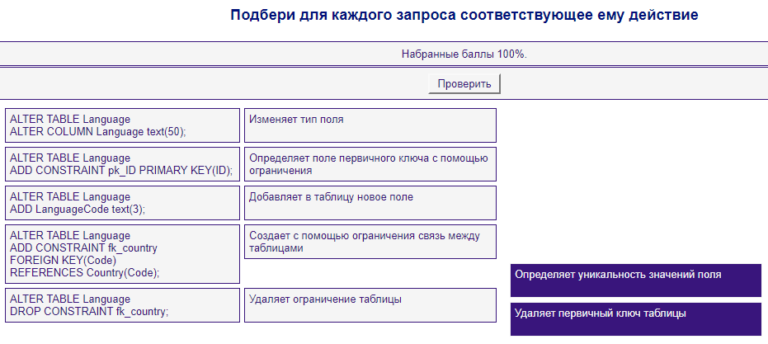 Подбери для каждого запроса соответствующее ему действие
Набранные баллы 100%.
Проверить
ALTER TABLE Language
ALTER COLUMN Language text(50);
Изменяет тип поля
ALTER TABLE Language
ADD CONSTRAINT pk_ID PRIMARY KEY(ID);
Определяет поле первичного ключа с помощью
ограничения
ALTER TABLE Language
ADD LanguageCode text(3);
Добавляет в таблицу новое поле
ALTER TABLE Language
ADD CONSTRAINT fk_country
FOREIGN KEY(Code)
REFERENCES Country(Code);
Создает с помощью ограничения связь между
таблицами
Определяет уникальность значений поля
ALTER TABLE Language
DROP CONSTRAINT fk_country;
Удаляет ограничение таблицы
Удаляет первичный ключ таблицы